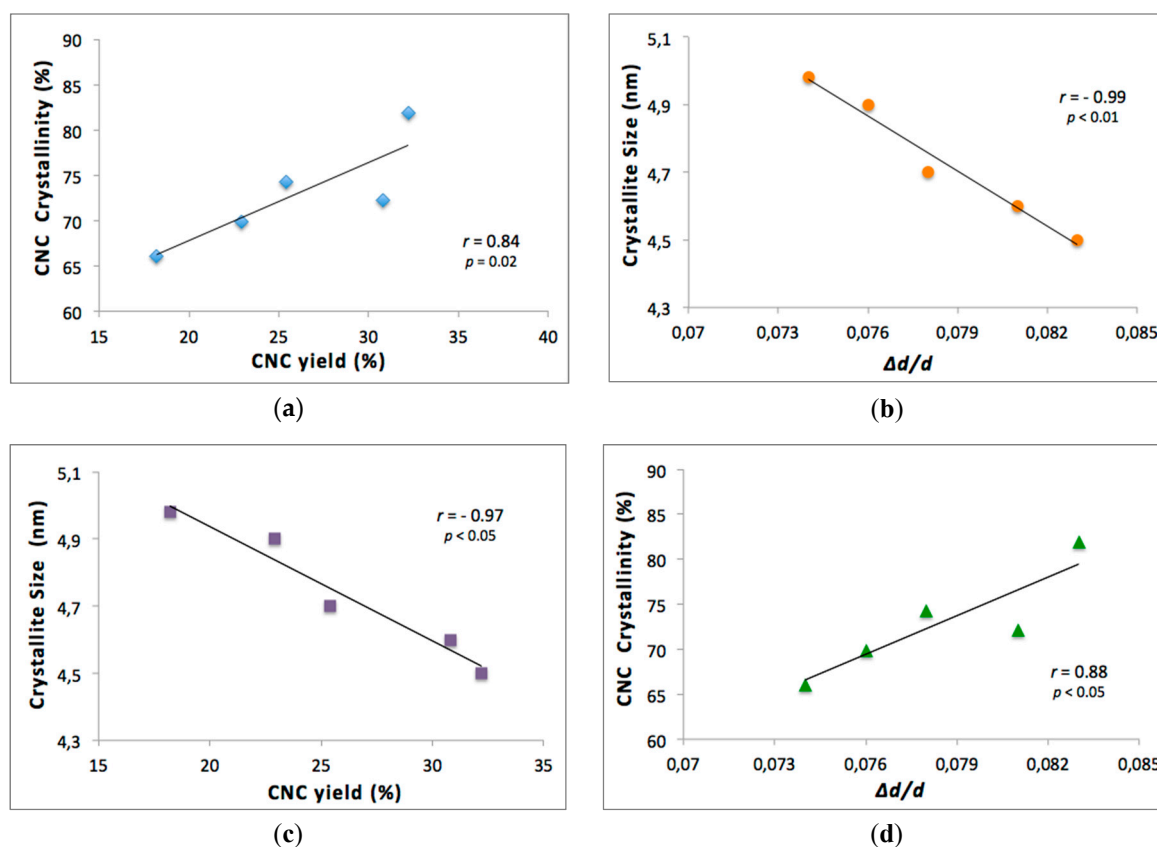 90
85
80
75
70
65
60
CNC Crystallinity (%)
r = 0.84
p = 0.02
15 20 25 30 35 40
CNC yield (%)
(a)
5,1
4,9
4,7
4,5
4,3
Crystallite Size (nm)
r = - 0.99
p < 0.01
0,07 0,073 0,076 0,079 0,082 0,085
Δd/d
(b)
5,1
4,9
4,7
4,5
4,3
Crystallite Size (nm)
r = - 0.97
p < 0.05
15 20 25 30 35
CNC yield (%)
(c)
90
85
80
75
70
65
60
CNC Crystallinity (%)
r = 0.88
p < 0.05
0,07 0,073 0,076 0,079 0,082 0,085
Δd/d
(d)